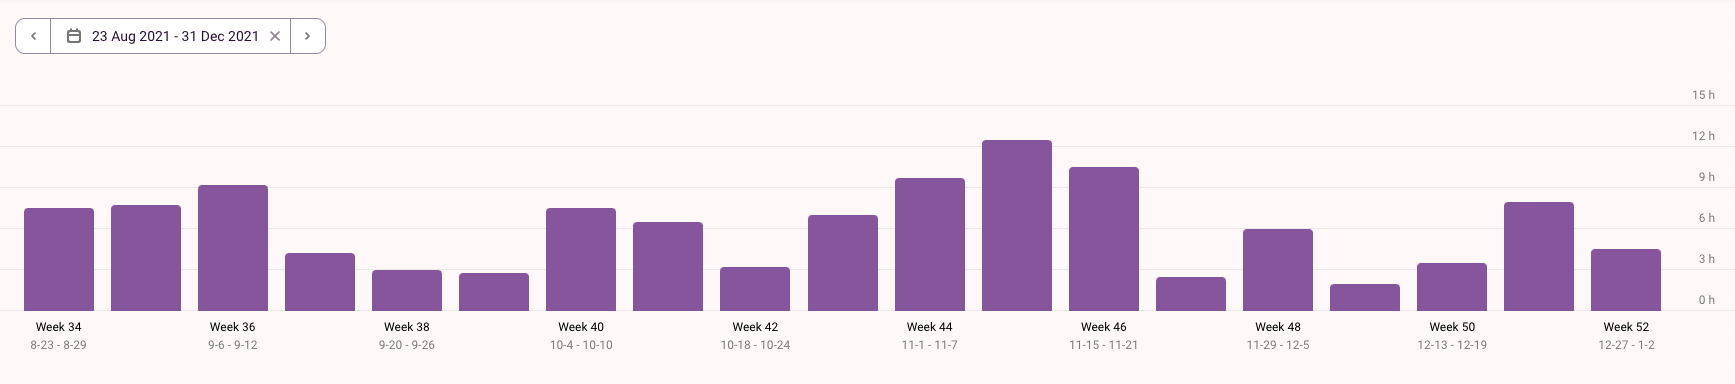 23 Aug 2021 - 31 Dec 2021
15 h
12 h
9 h
6 h
3 h
0 h
Week 34 Week 36 Week 38 Week 40 Week 42 Week 44 Week 46 Week 48 Week 50 Week 52
8-23 - 8-29 9-6 - 9-12 9-20 - 9-26 10-4 - 10-10 10-18 - 10-24 11-1 - 11-7 11-15 - 11-21 11-29 - 12-5 12-13 - 12-19 12-27 - 1-2